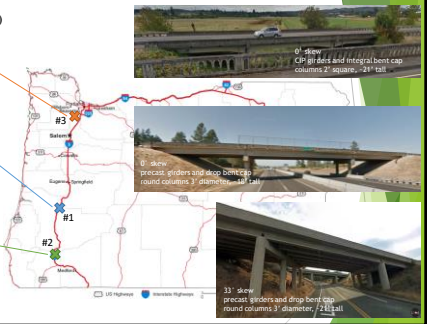 )
0° skew
CIP girders and integral bent cap
columns 2' square, ~21' tall
#3
Salem
0° skew
precast girders and drop bent cap
round columns 3' diameter, ~18' tall
Eugene Springfield
#1
#2
Medford
33° skew
precast girders and drop bent cap
round columns 3' diameter, ~21' tall
US Highways
Interstate Highways